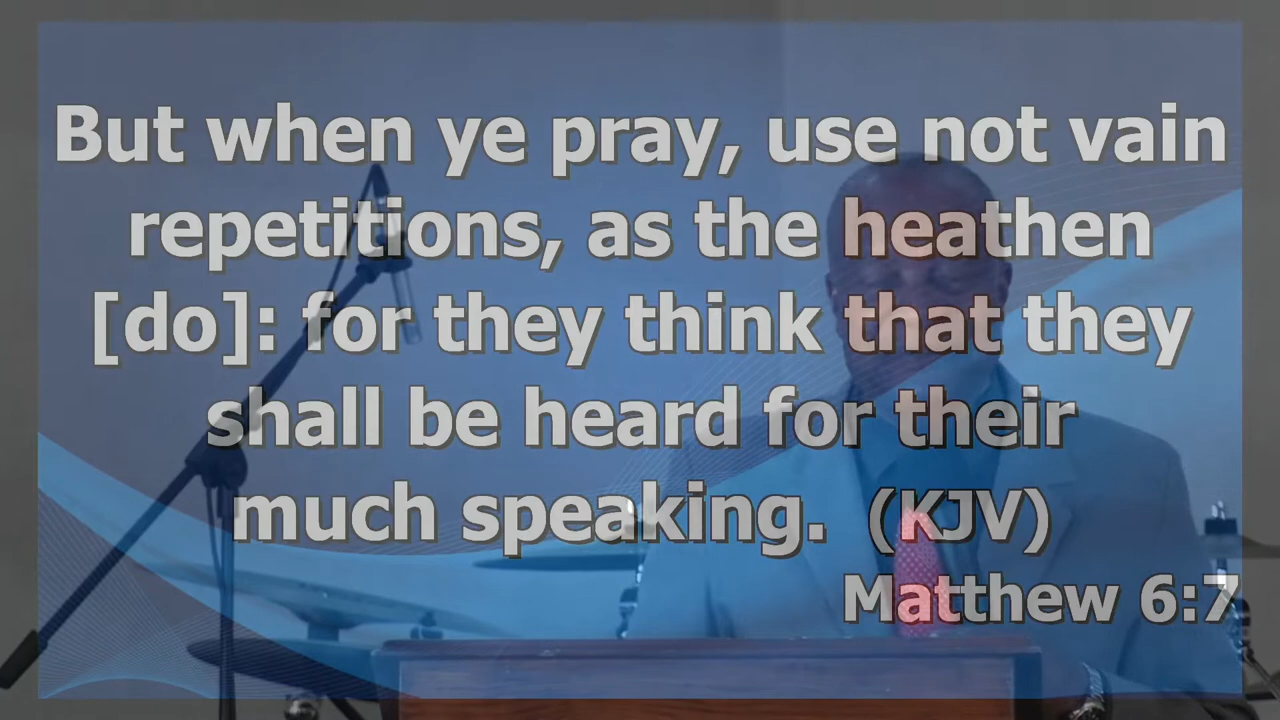 But when ye pray, use not vain
repetitions, as the heathen
[do]: for they think that they
shall be heard for their
much speaking. (KJV)
Matthew 6:7